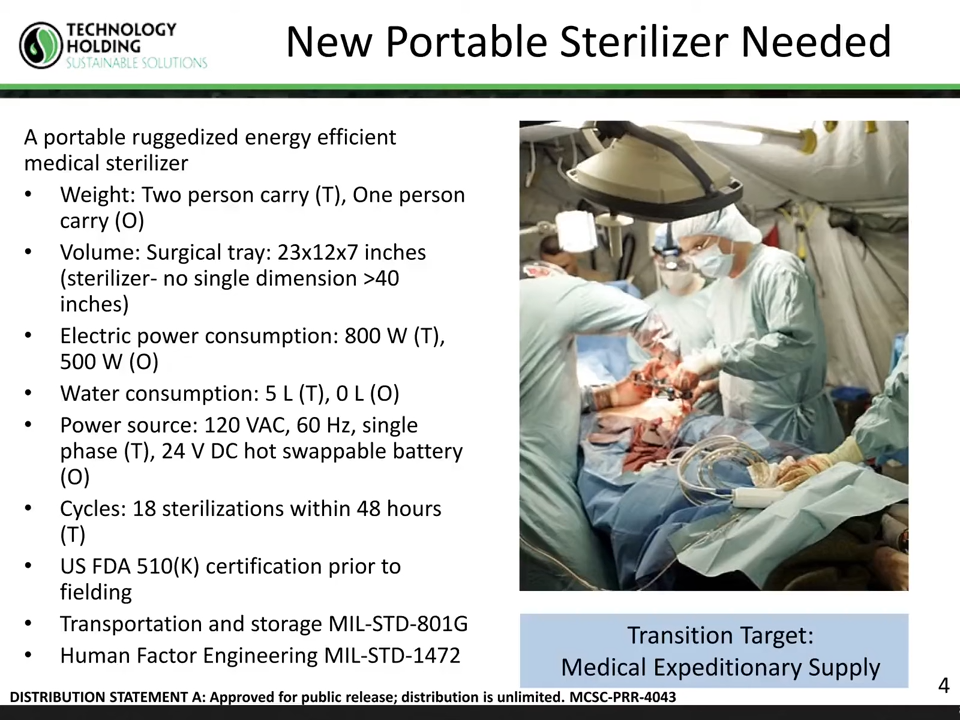 TECHNOLOGY
HOLDING
SUSTAINABLE SOLUTIONS
New Portable Sterilizer Needed
A portable ruggedized energy efficient
medical sterilizer
• Weight: Two person carry (T), One person
carry (O)
• Volume: Surgical tray: 23x12x7 inches
(sterilizer- no single dimension >40
inches)
• Electric power consumption: 800 W (T),
500 W (O)
• Water consumption: 5 L (T), 0 L (O)
• Power source: 120 VAC, 60 Hz, single
phase (T), 24 V DC hot swappable battery
(O)
• Cycles: 18 sterilizations within 48 hours
(T)
• US FDA 510(K) certification prior to
fielding
• Transportation and storage MIL-STD-801G
• Human Factor Engineering MIL-STD-1472
Transition Target:
Medical Expeditionary Supply
DISTRIBUTION STATEMENT A: Approved for public release; distribution is unlimited. MCSC-PRR-4043
4